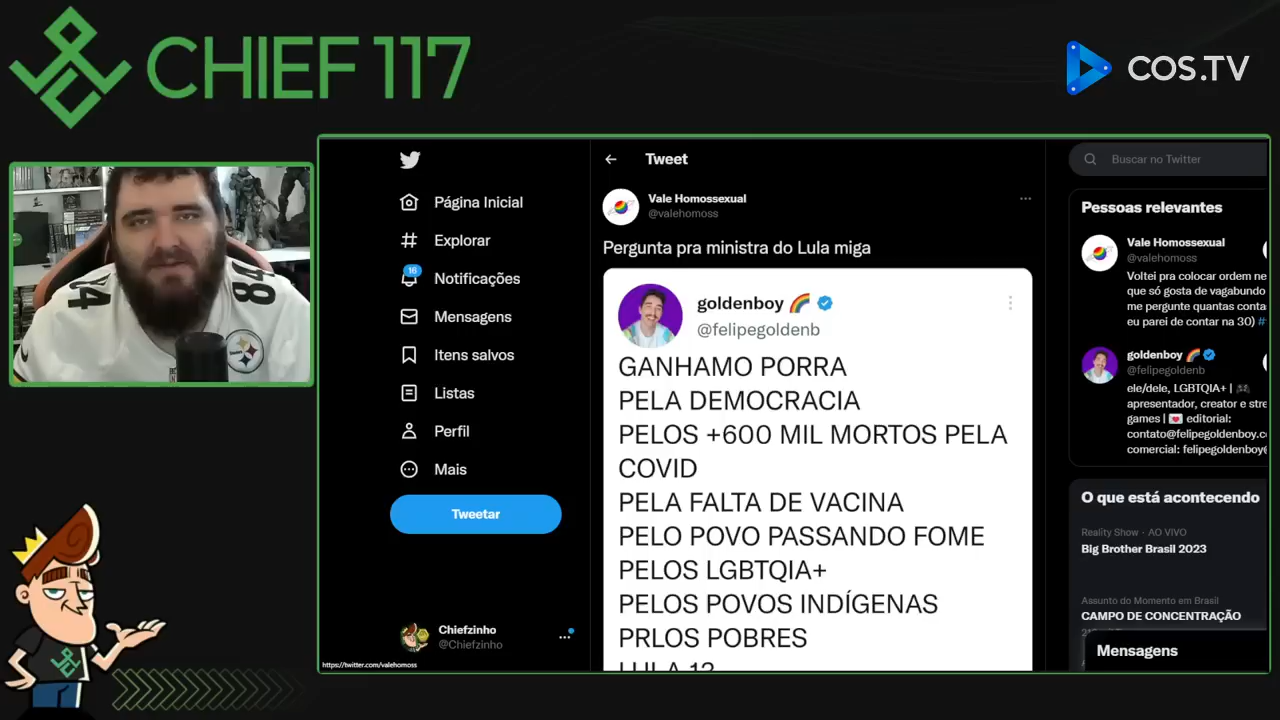 CHIEF 117
COS.TV
84
Página Inicial
Explorar
16
Notificações
Mensagens
Itens salvos
Listas
Perfil
Mais
Tweetar
Chiefzinho
@Chiefzinho
https://twitter.com/valehomoss
Tweet
Vale Homossexual
@valehomoss
Pergunta pra ministra do Lula miga
goldenboy
@felipegoldenb
GANHAMO PORRA
PELA DEMOCRACIA
PELOS +600 MIL MORTOS PELA
COVID
PELA FALTA DE VACINA
PELO POVO PASSANDO FOME
PELOS LGBTQIA+
PELOS POVOS INDÍGENAS
PRLOS POBRES
LULA 13
Buscar no Twitter
Pessoas relevantes
Vale Homossexual
@valehomoss
Voltei pra colocar ordem ne
que só gosta de vagabundo
me pergunte quantas conta
eu parei de contar na 30) #
goldenboy
@felipegoldenb
ele/dele, LGBTQIA+ |
apresentador, creator e stre
games | editorial:
contato@felipegoldenboy.c
comercial: felipegoldenboy@
O que está acontecendo
Reality Show · AO VIVO
Big Brother Brasil 2023
Assunto do Momento em Brasil
CAMPO DE CONCENTRAÇÃO
Mensagens